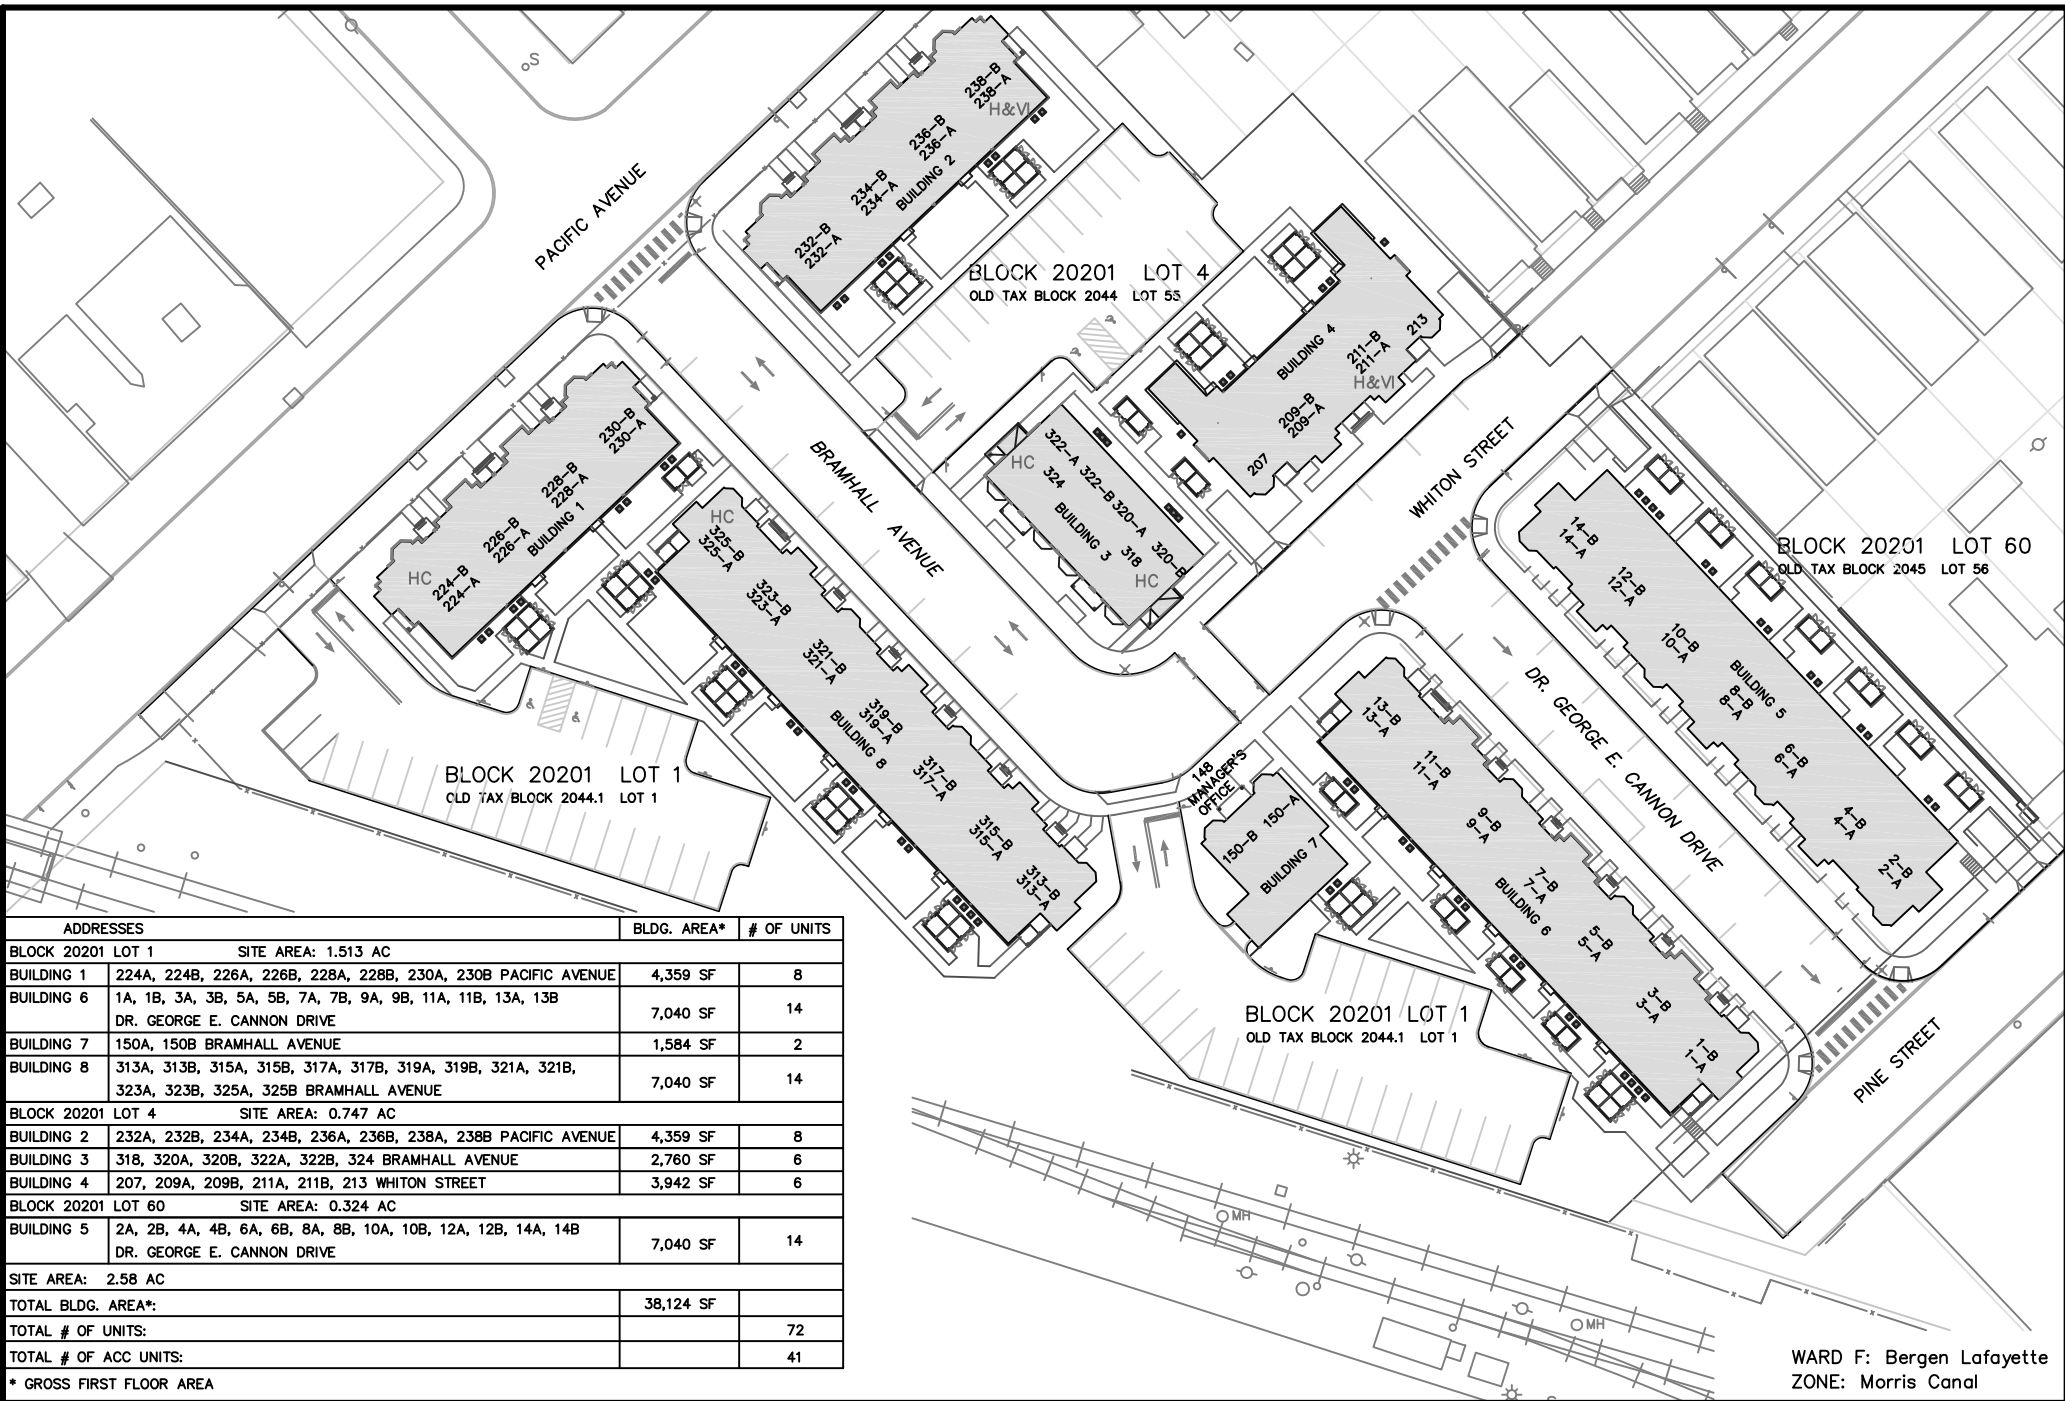 S
PACIFIC AVENUE
238-B
238-A
H&VI
236-B
236-A
234-B
234-A
BUILDING 2
232-B
232-A
BLOCK 20201 LOT 4
OLD TAX BLOCK 2044 LOT 55
BUILDING 4
213
211-B
211-A
H&VI
209-B
209-A
207
230-B
230-A
228-B
228-A
BUILDING 1
226-B
226-A
HC
224-B
224-A
BRAMHALL AVENUE
HC
322-A
324
322-B
320-A
BUILDING 3
318
320-B
HC
WHITON STREET
14-B
14-A
12-B
12-A
10-B
10-A
BUILDING 5
8-B
8-A
6-B
6-A
4-B
4-A
2-B
2-A
BLOCK 20201 LOT 60
OLD TAX BLOCK 2045 LOT 56
HC
325-B
325-A
323-B
323-A
321-B
321-A
319-B
319-A
BUILDING 8
317-B
317-A
315-B
315-A
313-B
313-A
DR. GEORGE E. CANNON DRIVE
BLOCK 20201 LOT 1
OLD TAX BLOCK 2044.1 LOT 1
148
MANAGER'S
OFFICE
150-B 150-A
BUILDING 7
13-B
13-A
11-B
11-A
9-B
9-A
7-B
7-A
BUILDING 6
5-B
5-A
3-B
3-A
1-B
1-A
BLOCK 20201 LOT 1
OLD TAX BLOCK 2044.1 LOT 1
PINE STREET
MH
MH
ADDRESSES BLDG. AREA* # OF UNITS
BLOCK 20201 LOT 1 SITE AREA: 1.513 AC
BUILDING 1 224A, 224B, 226A, 226B, 228A, 228B, 230A, 230B PACIFIC AVENUE 4,359 SF 8
BUILDING 6 1A, 1B, 3A, 3B, 5A, 5B, 7A, 7B, 9A, 9B, 11A, 11B, 13A, 13B
DR. GEORGE E. CANNON DRIVE 7,040 SF 14
BUILDING 7 150A, 150B BRAMHALL AVENUE 1,584 SF 2
BUILDING 8 313A, 313B, 315A, 315B, 317A, 317B, 319A, 319B, 321A, 321B,
323A, 323B, 325A, 325B BRAMHALL AVENUE 7,040 SF 14
BLOCK 20201 LOT 4 SITE AREA: 0.747 AC
BUILDING 2 232A, 232B, 234A, 234B, 236A, 236B, 238A, 238B PACIFIC AVENUE 4,359 SF 8
BUILDING 3 318, 320A, 320B, 322A, 322B, 324 BRAMHALL AVENUE 2,760 SF 6
BUILDING 4 207, 209A, 209B, 211A, 211B, 213 WHITON STREET 3,942 SF 6
BLOCK 20201 LOT 60 SITE AREA: 0.324 AC
BUILDING 5 2A, 2B, 4A, 4B, 6A, 6B, 8A, 8B, 10A, 10B, 12A, 12B, 14A, 14B
DR. GEORGE E. CANNON DRIVE 7,040 SF 14
SITE AREA: 2.58 AC
TOTAL BLDG. AREA*: 38,124 SF
TOTAL # OF UNITS: 72
TOTAL # OF ACC UNITS: 41
* GROSS FIRST FLOOR AREA
WARD F: Bergen Lafayette
ZONE: Morris Canal